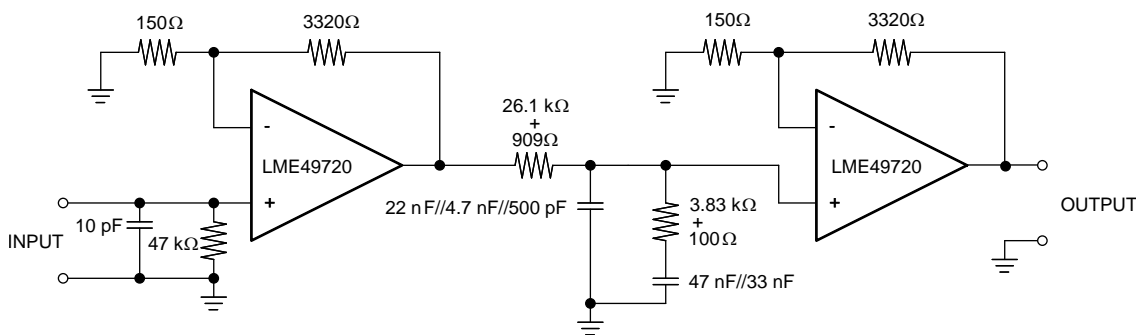 150Ω
3320Ω
150Ω
3320Ω
-
LME49720
+
26.1 kΩ
+
909Ω
-
LME49720
+
10 pF
INPUT
47 kΩ
22 nF//4.7 nF//500 pF
3.83 kΩ
+
100Ω
47 nF//33 nF
OUTPUT